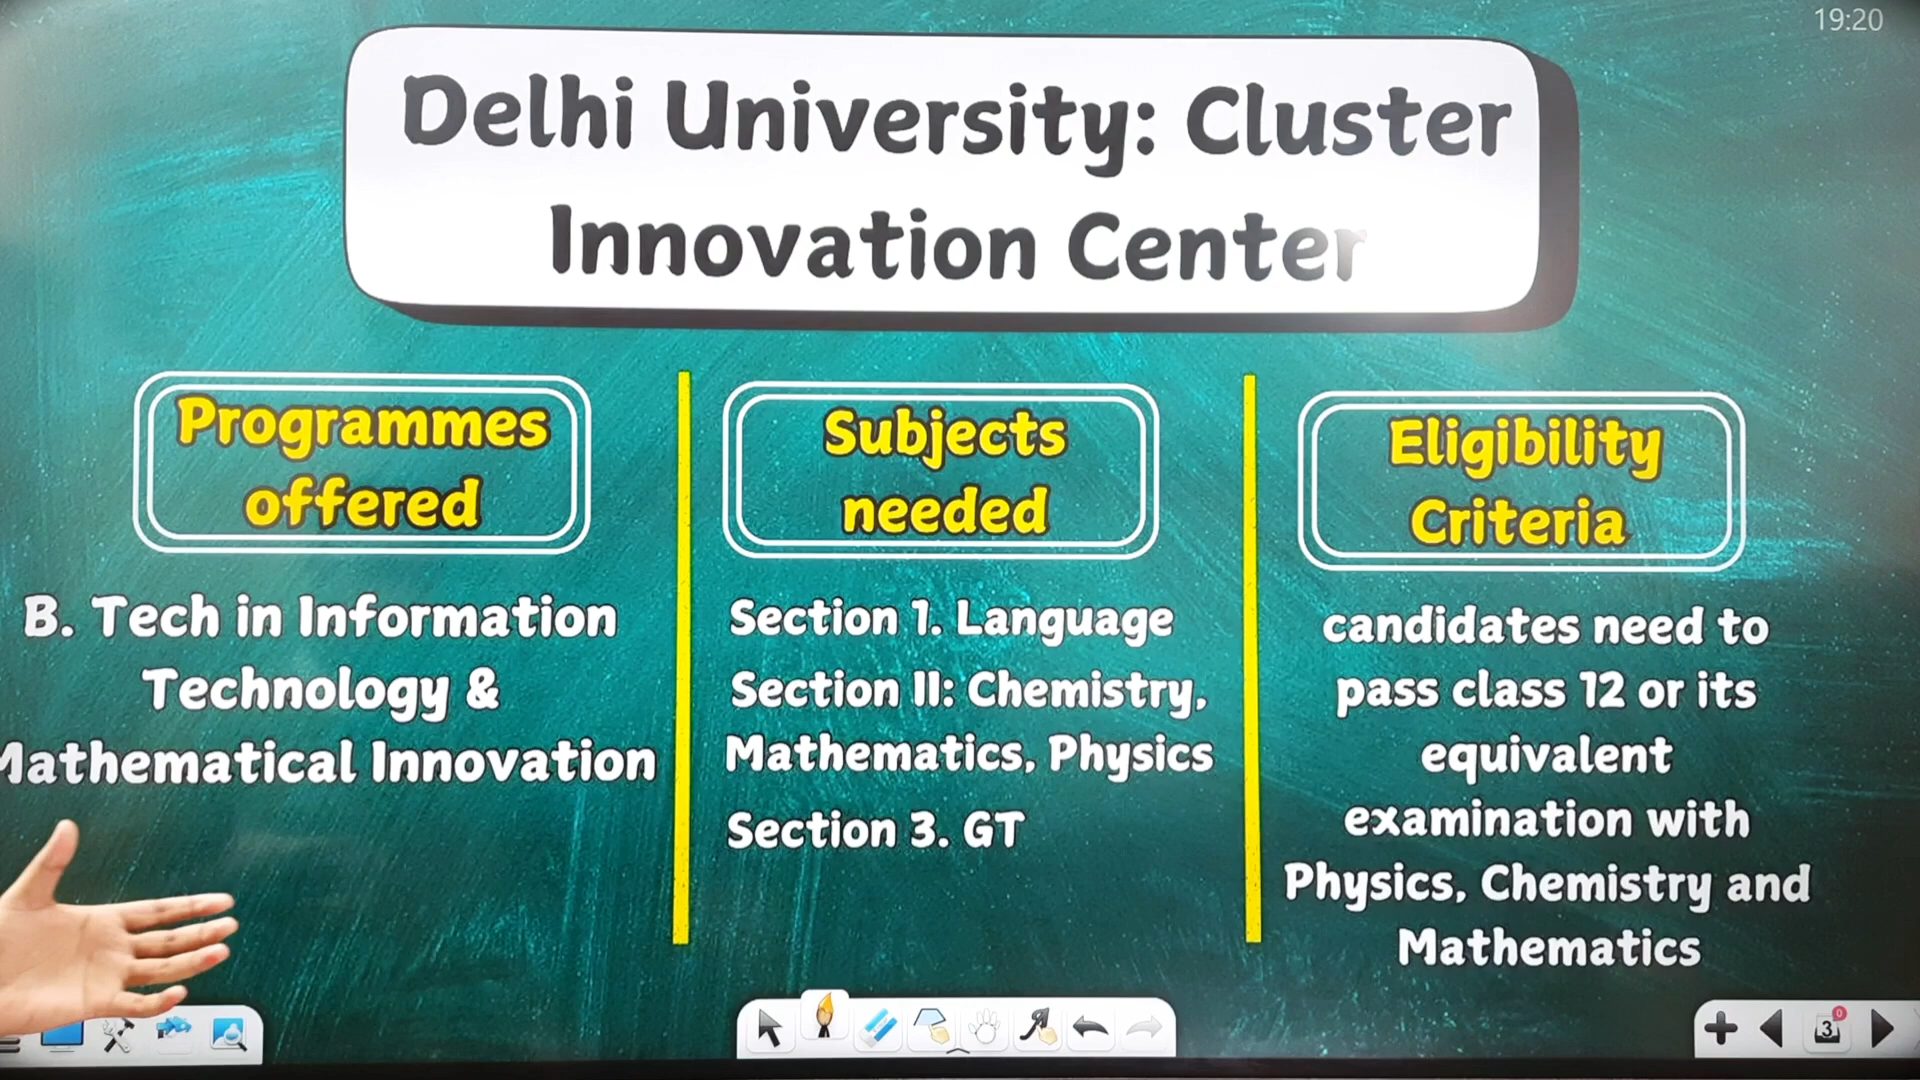 19:20
Delhi University: Cluster
Innovation Center
Programmes
offered
B. Tech in Information
Technology &
Mathematical Innovation
Subjects
needed
Section 1. Language
Section II: Chemistry,
Mathematics, Physics
Section 3. GT
Eligibility
Criteria
candidates need to
pass class 12 or its
equivalent
examination with
Physics, Chemistry and
Mathematics
3
0